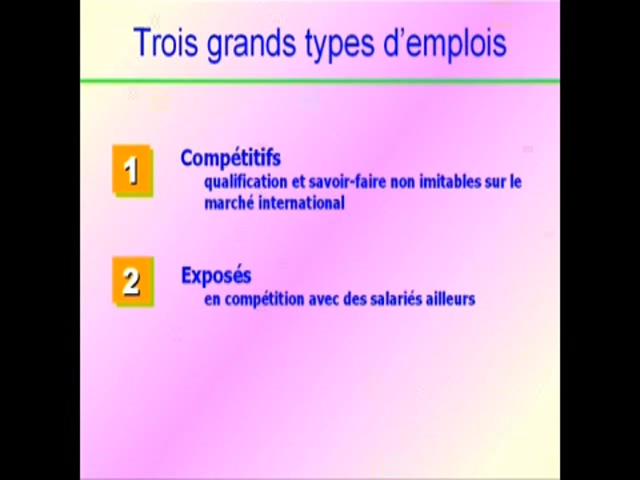 Trois grands types d'emplois
1 Compétitifs
qualification et savoir-faire non imitables sur le
marché international
2 Exposés
en compétition avec des salariés ailleurs